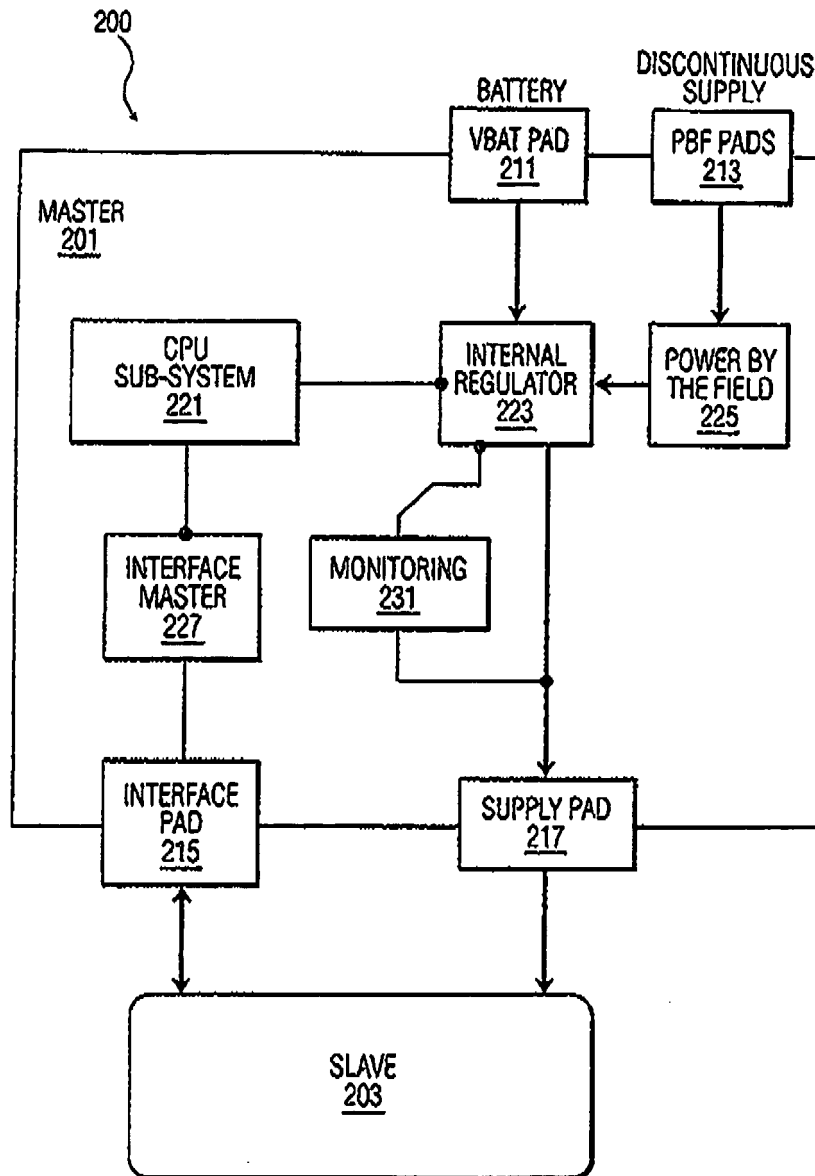 200
BATTERY
DISCONTINUOUS
SUPPLY
VBAT PAD
211
PBF PADS
213
MASTER
201
CPU
SUB-SYSTEM
221
INTERNAL
REGULATOR
223
POWER BY
THE FIELD
225
INTERFACE
MASTER
227
MONITORING
231
INTERFACE
PAD
215
SUPPLY PAD
217
SLAVE
203